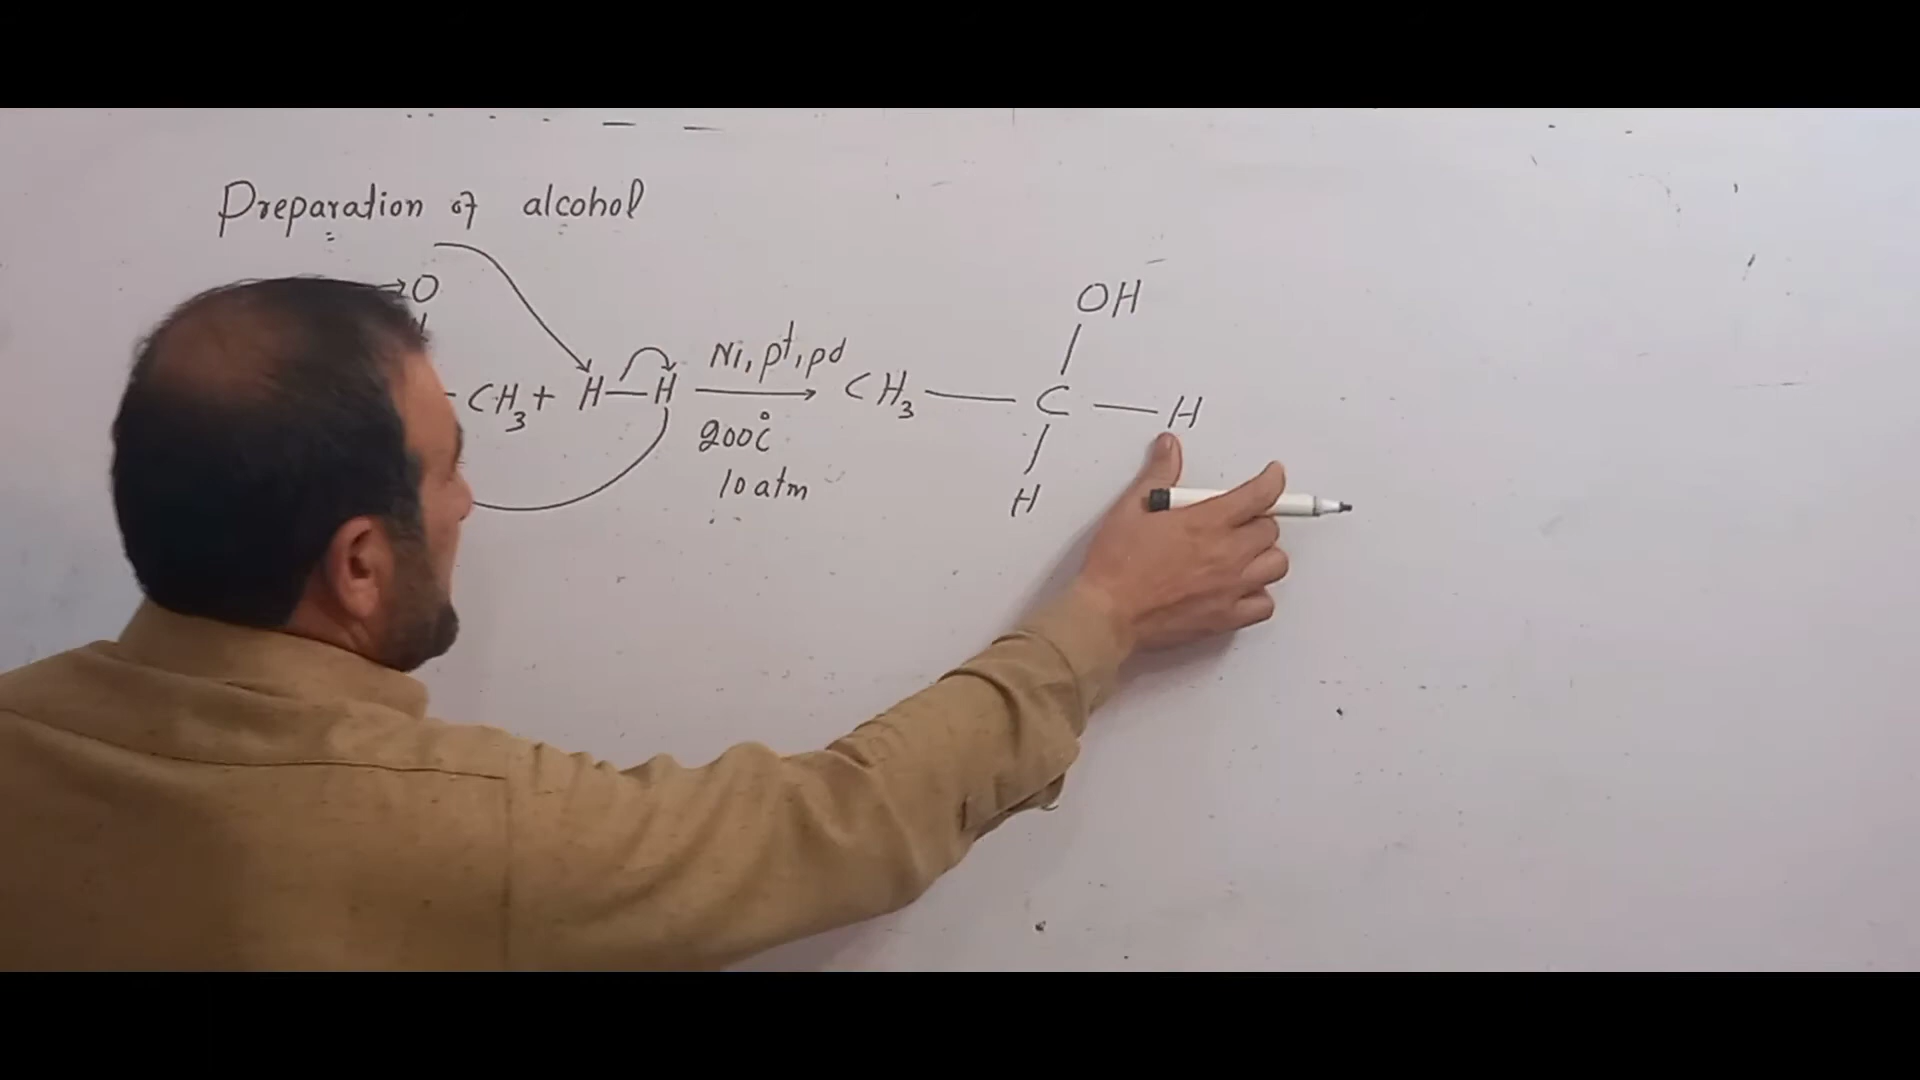 Preparation of alcohol
O
OH
Ni, pt, pd
CH3 + H—H → CH3—C—H
200°C
10 atm
H